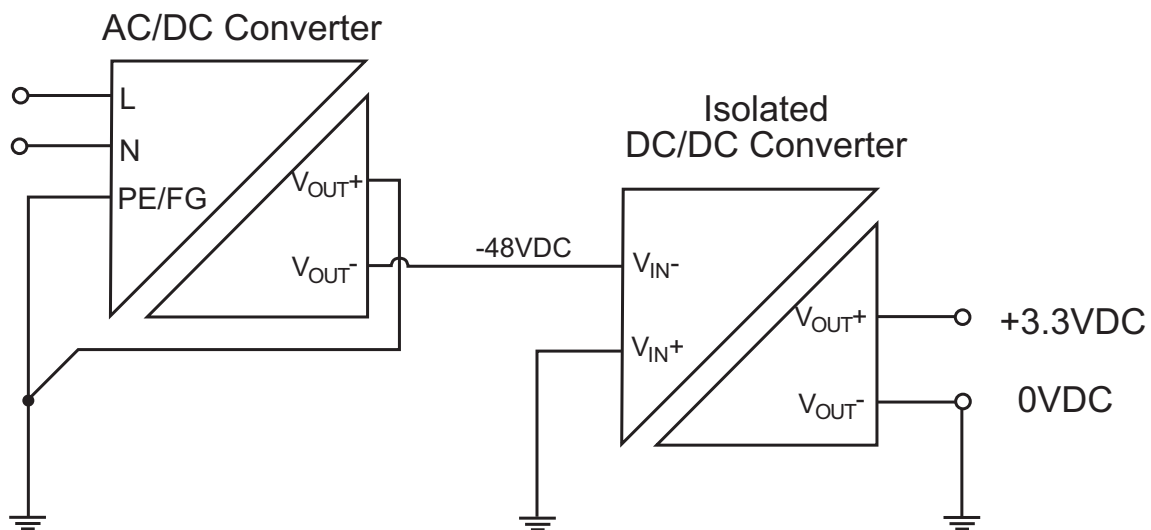 AC/DC Converter
L
N
PE/FG
VOUT+
VOUT-
Isolated
DC/DC Converter
-48VDC
VIN-
VIN+
VOUT+
VOUT-
+3.3VDC
0VDC